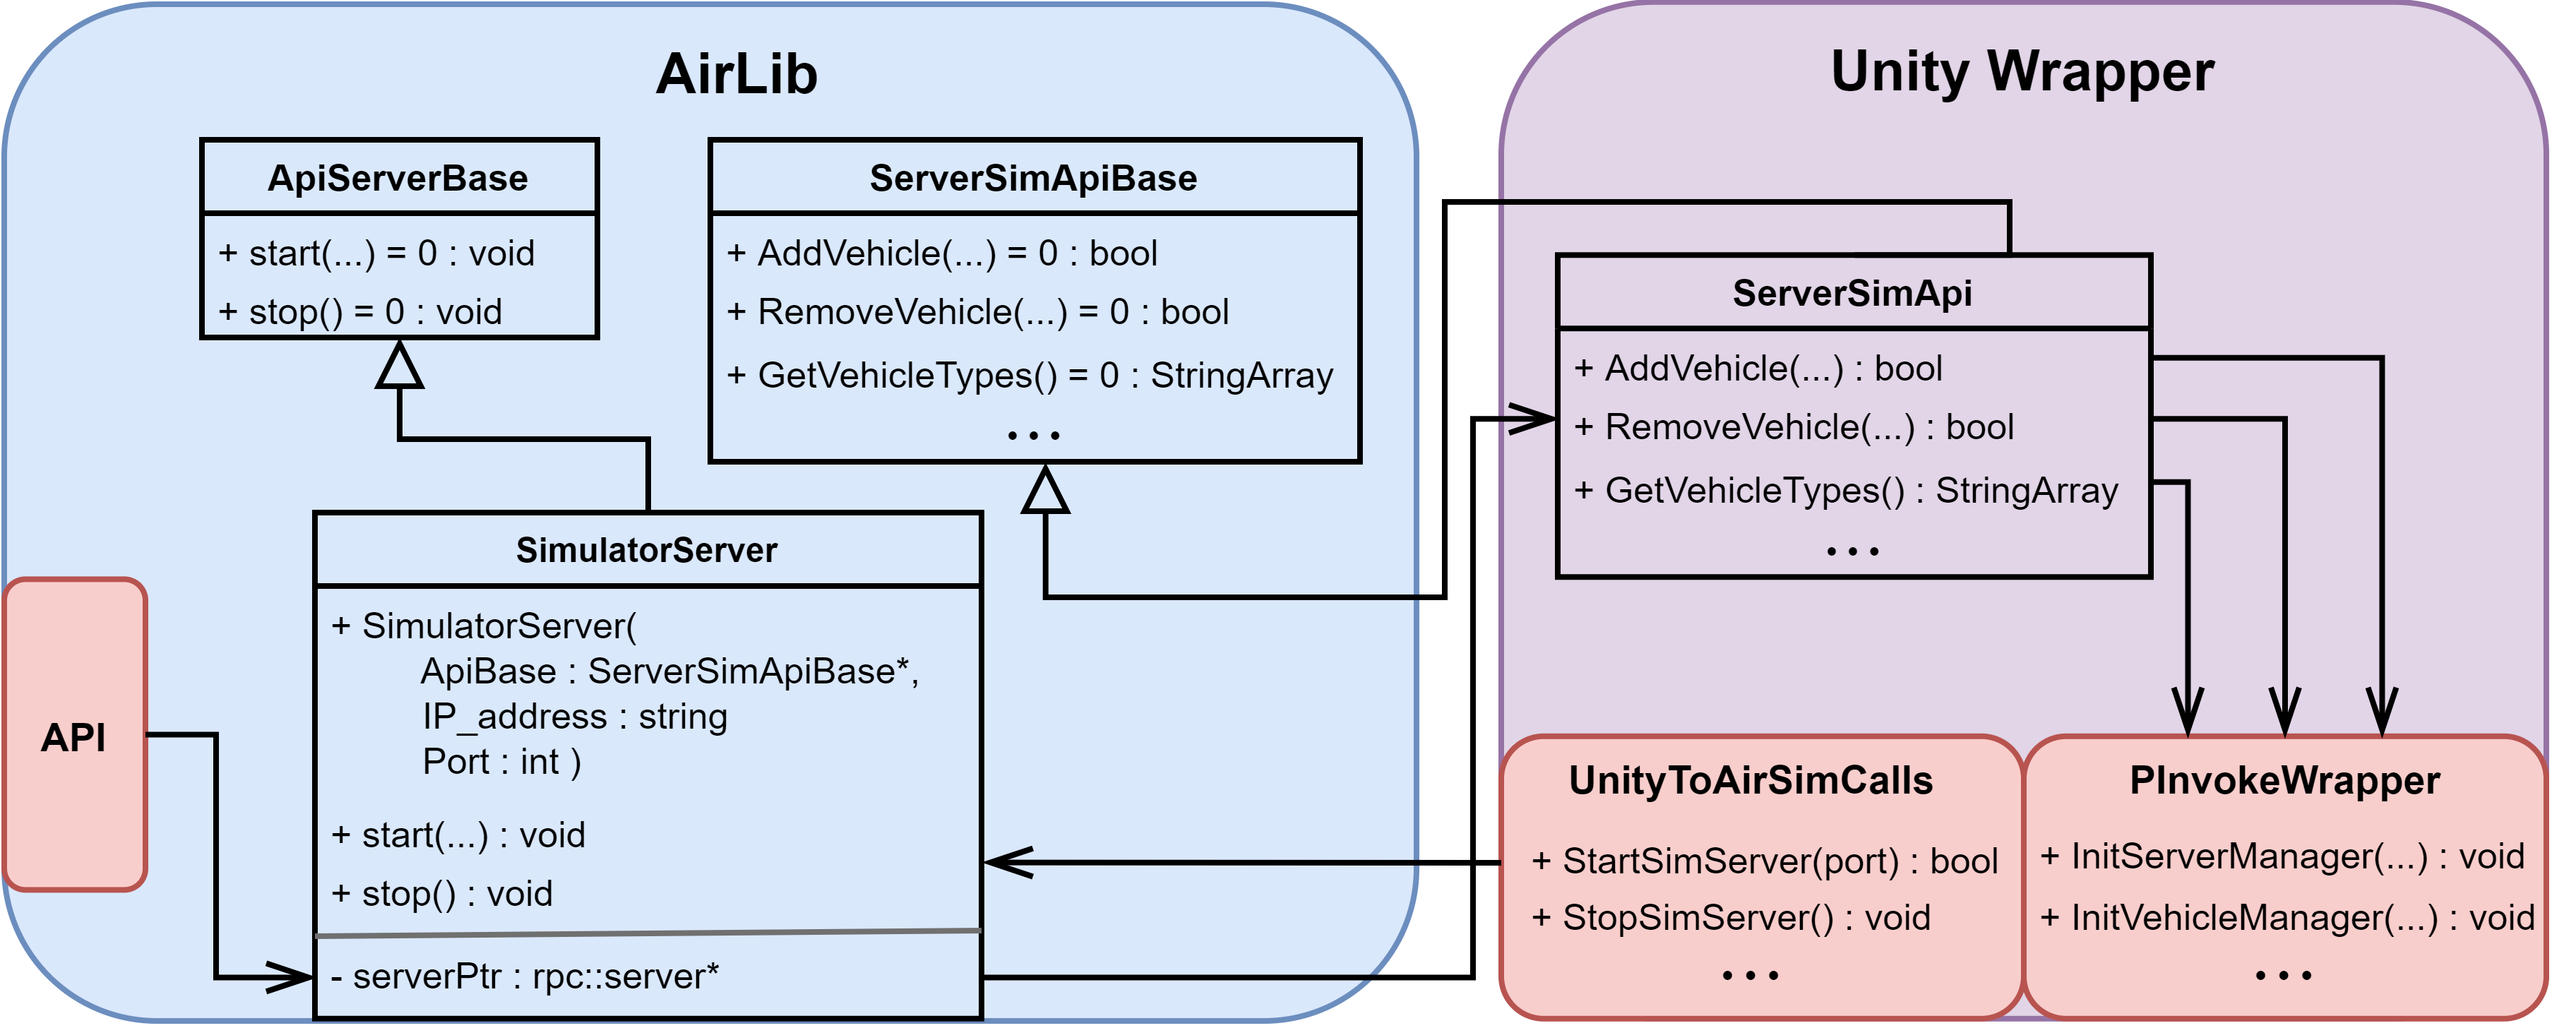 AirLib
ApiServerBase
+ start(...) = 0 : void
+ stop() = 0 : void
ServerSimApiBase
+ AddVehicle(...) = 0 : bool
+ RemoveVehicle(...) = 0 : bool
+ GetVehicleTypes() = 0 : StringArray
...
SimulatorServer
+ SimulatorServer(
ApiBase : ServerSimApiBase*,
IP_address : string
Port : int )
+ start(...) : void
+ stop() : void
- serverPtr : rpc::server*
API
Unity Wrapper
ServerSimApi
+ AddVehicle(...) : bool
+ RemoveVehicle(...) : bool
+ GetVehicleTypes() : StringArray
...
UnityToAirSimCalls
+ StartSimServer(port) : bool
+ StopSimServer() : void
...
PInvokeWrapper
+ InitServerManager(...) : void
+ InitVehicleManager(...) : void
...